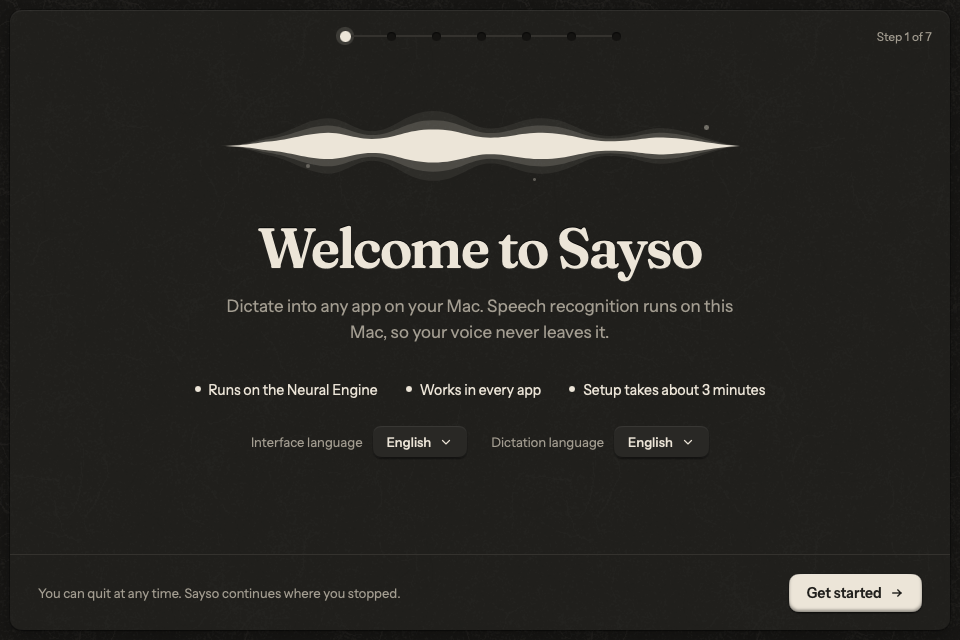 Step 1 of 7
Welcome to Sayso
Dictate into any app on your Mac. Speech recognition runs on this
Mac, so your voice never leaves it.
Runs on the Neural Engine
Works in every app
Setup takes about 3 minutes
Interface language
English
Dictation language
English
You can quit at any time. Sayso continues where you stopped.
Get started